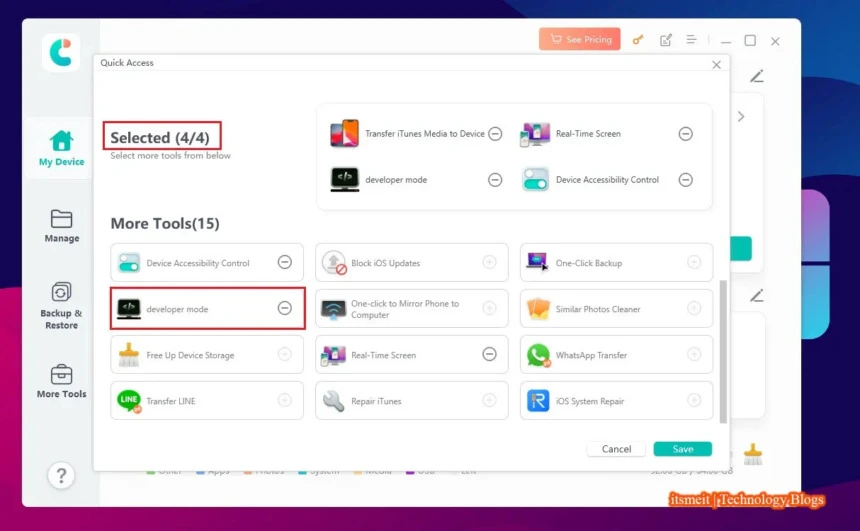 See Pricing
Quick Access
Selected (4/4)
Select more tools from below
Transfer iTunes Media to Device
Real-Time Screen
developer mode
Device Accessibility Control
My Device
Manage
Backup &
Restore
More Tools
?
More Tools(15)
Device Accessibility Control
Block iOS Updates
One-Click Backup
developer mode
One-click to Mirror Phone to
Computer
Similar Photos Cleaner
Free Up Device Storage
Real-Time Screen
WhatsApp Transfer
LINE
Transfer LINE
Repair iTunes
iOS System Repair
Cancel
Save
itsmeit | Technology Blogs